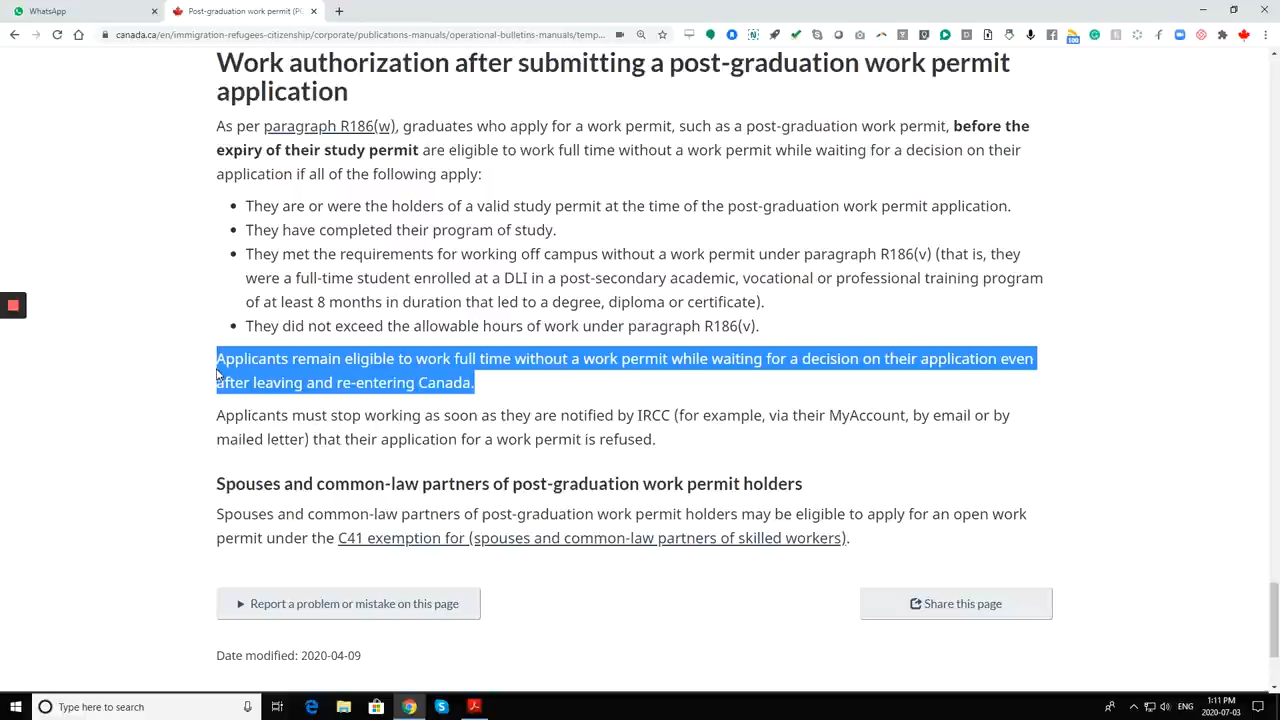 WhatsApp
Post-graduation work permit (PG
canada.ca/en/immigration-refugees-citizenship/corporate/publications-manuals/operational-bulletins-manuals/temp...
100
Work authorization after submitting a post-graduation work permit
application
As per paragraph R186(w), graduates who apply for a work permit, such as a post-graduation work permit, before the
expiry of their study permit are eligible to work full time without a work permit while waiting for a decision on their
application if all of the following apply:
• They are or were the holders of a valid study permit at the time of the post-graduation work permit application.
• They have completed their program of study.
• They met the requirements for working off campus without a work permit under paragraph R186(v) (that is, they
were a full-time student enrolled at a DLI in a post-secondary academic, vocational or professional training program
of at least 8 months in duration that led to a degree, diploma or certificate).
• They did not exceed the allowable hours of work under paragraph R186(v).
Applicants remain eligible to work full time without a work permit while waiting for a decision on their application even
after leaving and re-entering Canada.
Applicants must stop working as soon as they are notified by IRCC (for example, via their MyAccount, by email or by
mailed letter) that their application for a work permit is refused.
Spouses and common-law partners of post-graduation work permit holders
Spouses and common-law partners of post-graduation work permit holders may be eligible to apply for an open work
permit under the C41 exemption for (spouses and common-law partners of skilled workers).
Report a problem or mistake on this page
Share this page
Date modified: 2020-04-09
Type here to search
ENG
1:11 PM
2020-07-03